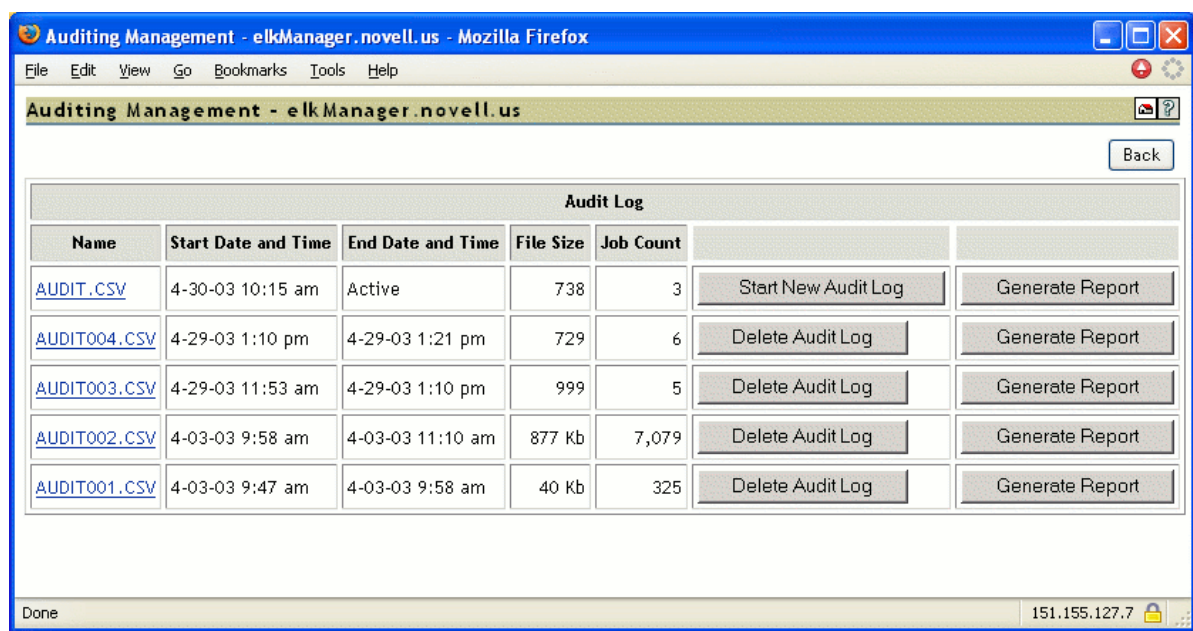 Auditing Management - elkManager.novell.us - Mozilla Firefox
File Edit View Go Bookmarks Tools Help
Auditing Management - elkManager.novell.us
Back
Audit Log
Name Start Date and Time End Date and Time File Size Job Count
AUDIT.CSV 4-30-03 10:15 am Active 738 3 Start New Audit Log Generate Report
AUDIT004.CSV 4-29-03 1:10 pm 4-29-03 1:21 pm 729 6 Delete Audit Log Generate Report
AUDIT003.CSV 4-29-03 11:53 am 4-29-03 1:10 pm 999 5 Delete Audit Log Generate Report
AUDIT002.CSV 4-03-03 9:58 am 4-03-03 11:10 am 877 Kb 7,079 Delete Audit Log Generate Report
AUDIT001.CSV 4-03-03 9:47 am 4-03-03 9:58 am 40 Kb 325 Delete Audit Log Generate Report
Done 151.155.127.7